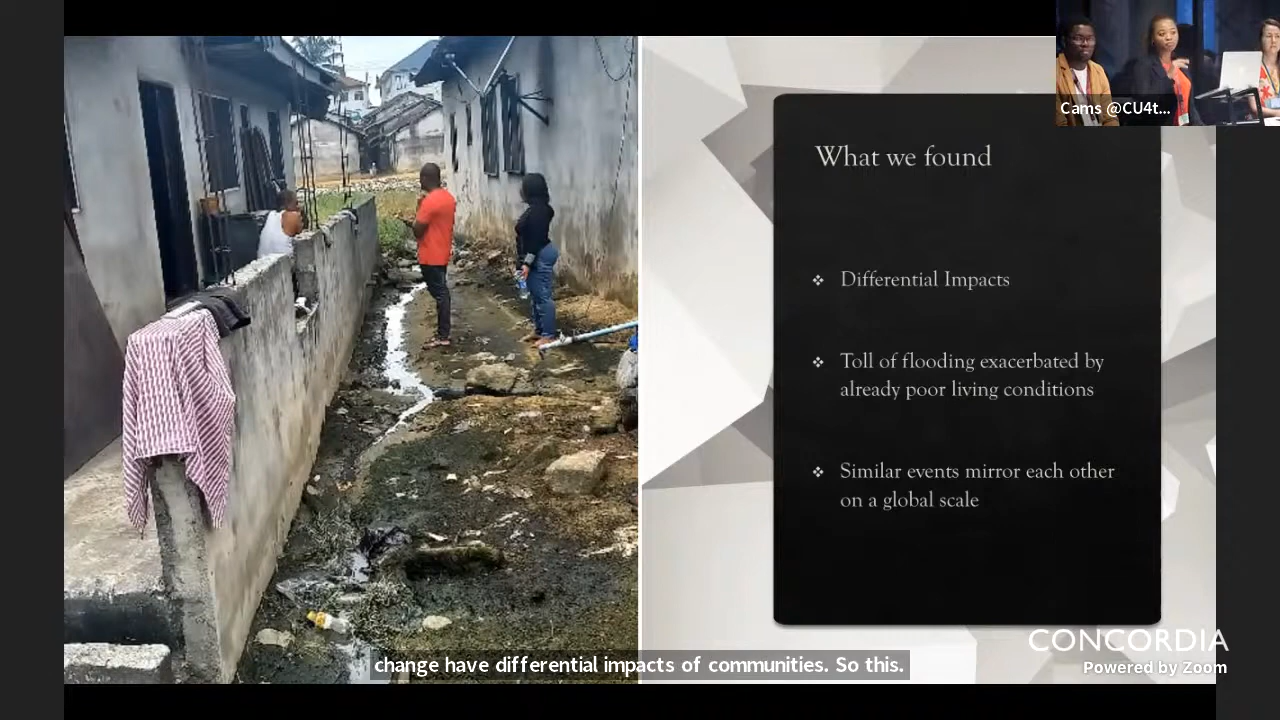 Cams @CU4t...
What we found
❖ Differential Impacts
❖ Toll of flooding exacerbated by
already poor living conditions
❖ Similar events mirror each other
on a global scale
CONCORDIA
Powered by Zoom
change have differential impacts of communities. So this.